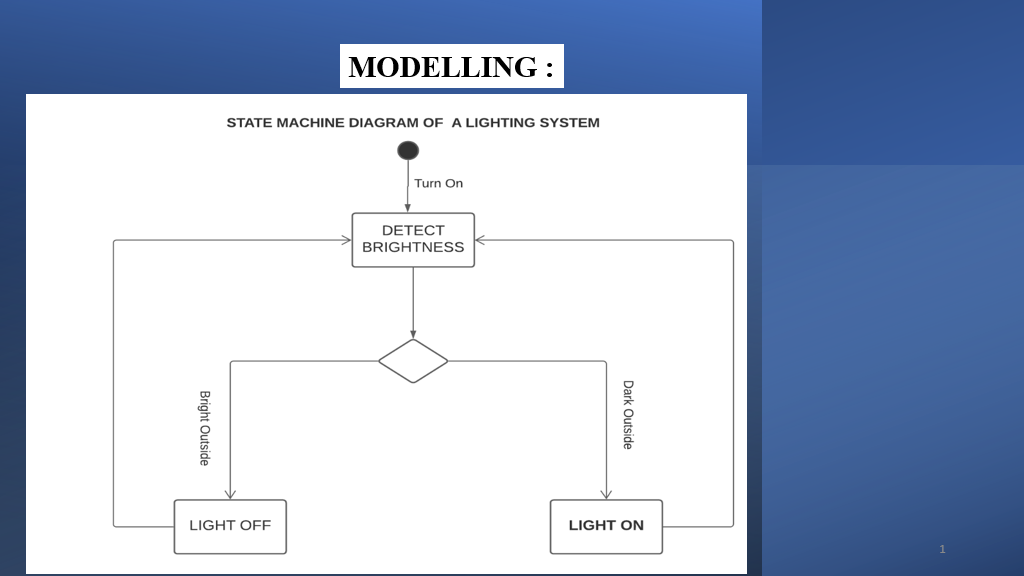 MODELLING :
STATE MACHINE DIAGRAM OF  A LIGHTING SYSTEM
Turn On
DETECT
BRIGHTNESS
Bright Outside
Dark Outside
LIGHT OFF
LIGHT ON
1